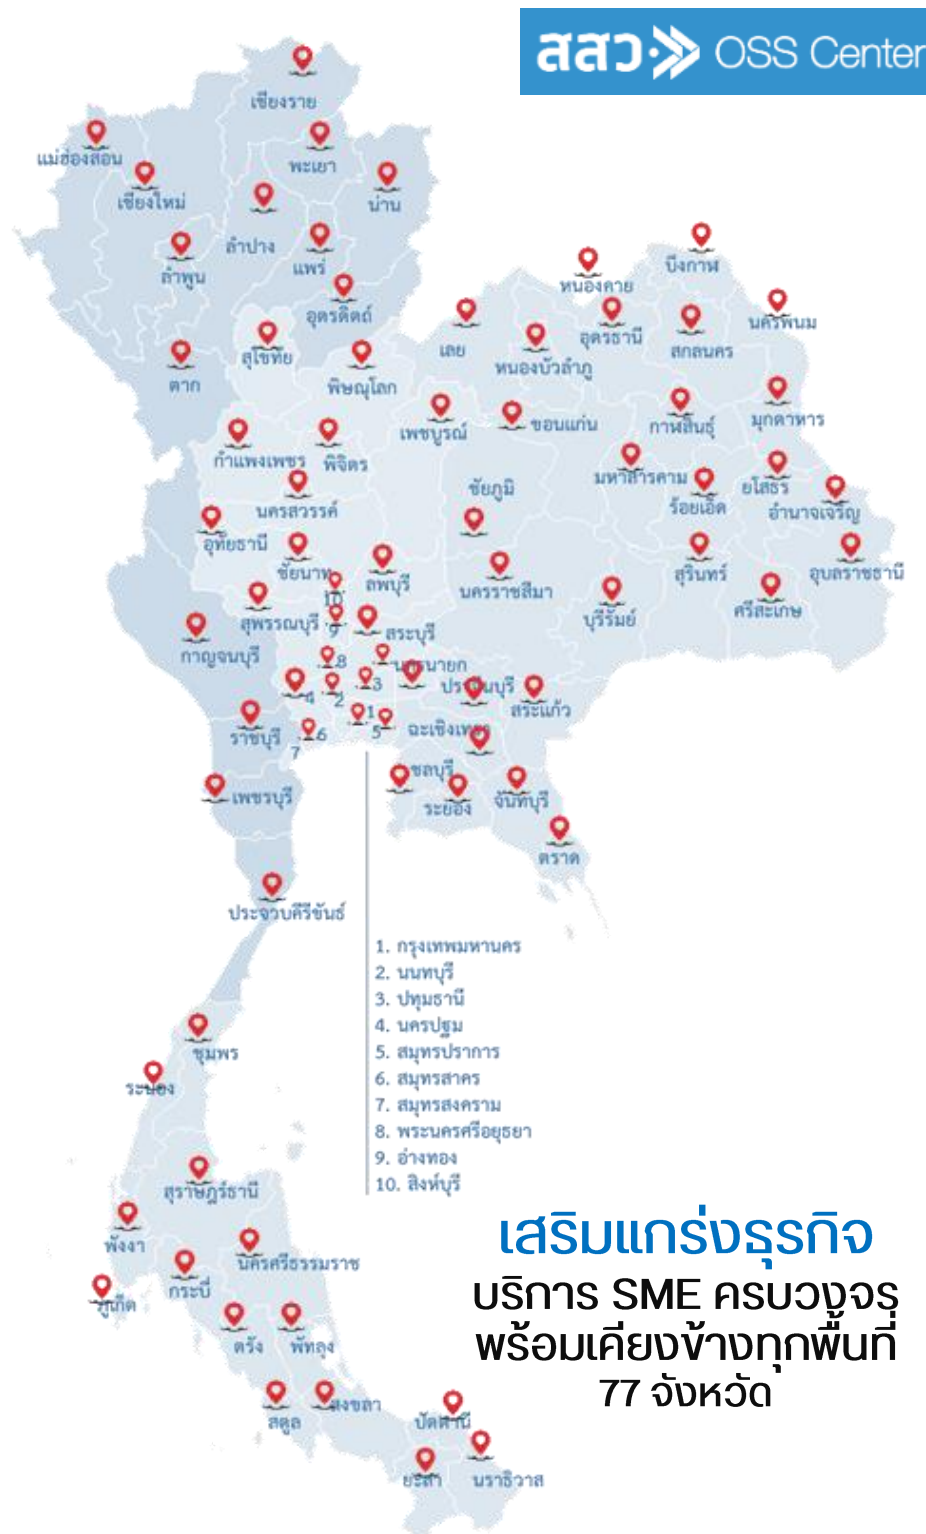 สสว OSS Center
เชียงราย
แม่ฮ่องสอน
พะเยา
เชียงใหม่
น่าน
ลำปาง
แพร่
ลำพูน
บึงกาฬ
หนองคาย
อุตรดิตถ์
นครพนม
อุดรธานี
เลย
สกลนคร
สุโขทัย
หนองบัวลำภู
ตาก
พิษณุโลก
เพชบูรณ์
ขอนแก่น
กาฬสินธุ์
มุกดาหาร
กำแพงเพชร
พิจิตร
มหาสารคาม
ชัยภูมิ
ยโสธร
นครสวรรค์
ร้อยเอ็ด
อำนาจเจริญ
อุทัยธานี
ชัยนาท
ลพบุรี
สุรินทร์
อุบลราชธานี
นครราชสีมา
10
สุพรรณบุรี
9
สระบุรี
บุรีรัมย์
ศรีสะเกษ
กาญจนบุรี
8
นครนายก
3
ปราจีนบุรี
4
2
สระแก้ว
1
ราชบุรี
6
5
ฉะเชิงเทรา
7
ชลบุรี
เพชรบุรี
ระยอง
จันทบุรี
ตราด
ประจวบคีรีขันธ์
1. กรุงเทพมหานคร
2. นนทบุรี
3. ปทุมธานี
4. นครปฐม
5. สมุทรปราการ
6. สมุทรสาคร
7. สมุทรสงคราม
8. พระนครศรีอยุธยา
9. อ่างทอง
10. สิงห์บุรี
ชุมพร
ระนอง
สุราษฎร์ธานี
พังงา
นครศรีธรรมราช
กระบี่
ภูเก็ต
ตรัง
พัทลุง
สตูล
สงขลา
ปัตตานี
ยะลา
นราธิวาส
เสริมแกร่งธุรกิจ
บริการ SME ครบวงจร
พร้อมเคียงข้างทุกพื้นที่
77 จังหวัด